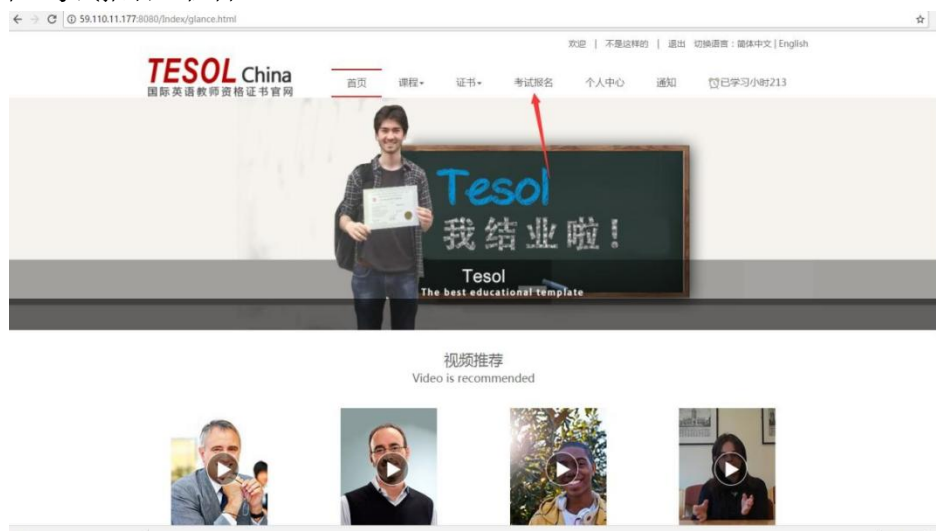 59.110.11.177:8080/Index/glance.html
欢迎 | 不是这样的 | 退出 切换语言：简体中文 | English
TESOL China
国际英语教师资格证书官网
首页 课程 证书 考试报名 个人中心 通知 已学习小时213
Tesol
我结业啦！
Tesol
The best educational template
视频推荐
Video is recommended